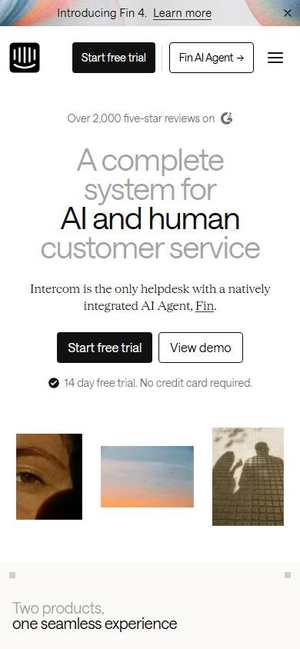 Introducing Fin 4. Learn more ×
Start free trial
Fin AI Agent →
Over 2,000 five-star reviews on G2
A complete
system for
AI and human
customer service
Intercom is the only helpdesk with a natively
integrated AI Agent, Fin.
Start free trial
View demo
14 day free trial. No credit card required.
Two products,
one seamless experience